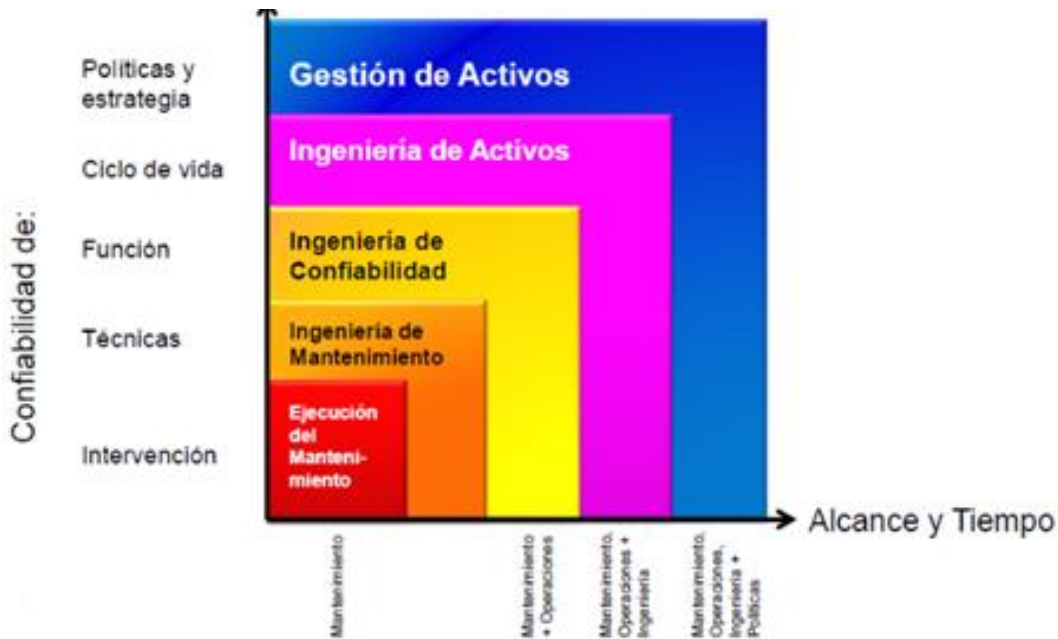 Confiabilidad de:
Políticas y
estrategia
Ciclo de vida
Función
Técnicas
Intervención
Gestión de Activos
Ingeniería de Activos
Ingeniería de
Confiabilidad
Ingeniería de
Mantenimiento
Ejecución
del
Manteni-
miento
Alcance y Tiempo
Mantenimiento
Mantenimiento
+ Operaciones
Mantenimiento,
Operaciones +
Ingeniería
Mantenimiento,
Operaciones,
Ingeniería +
Políticas